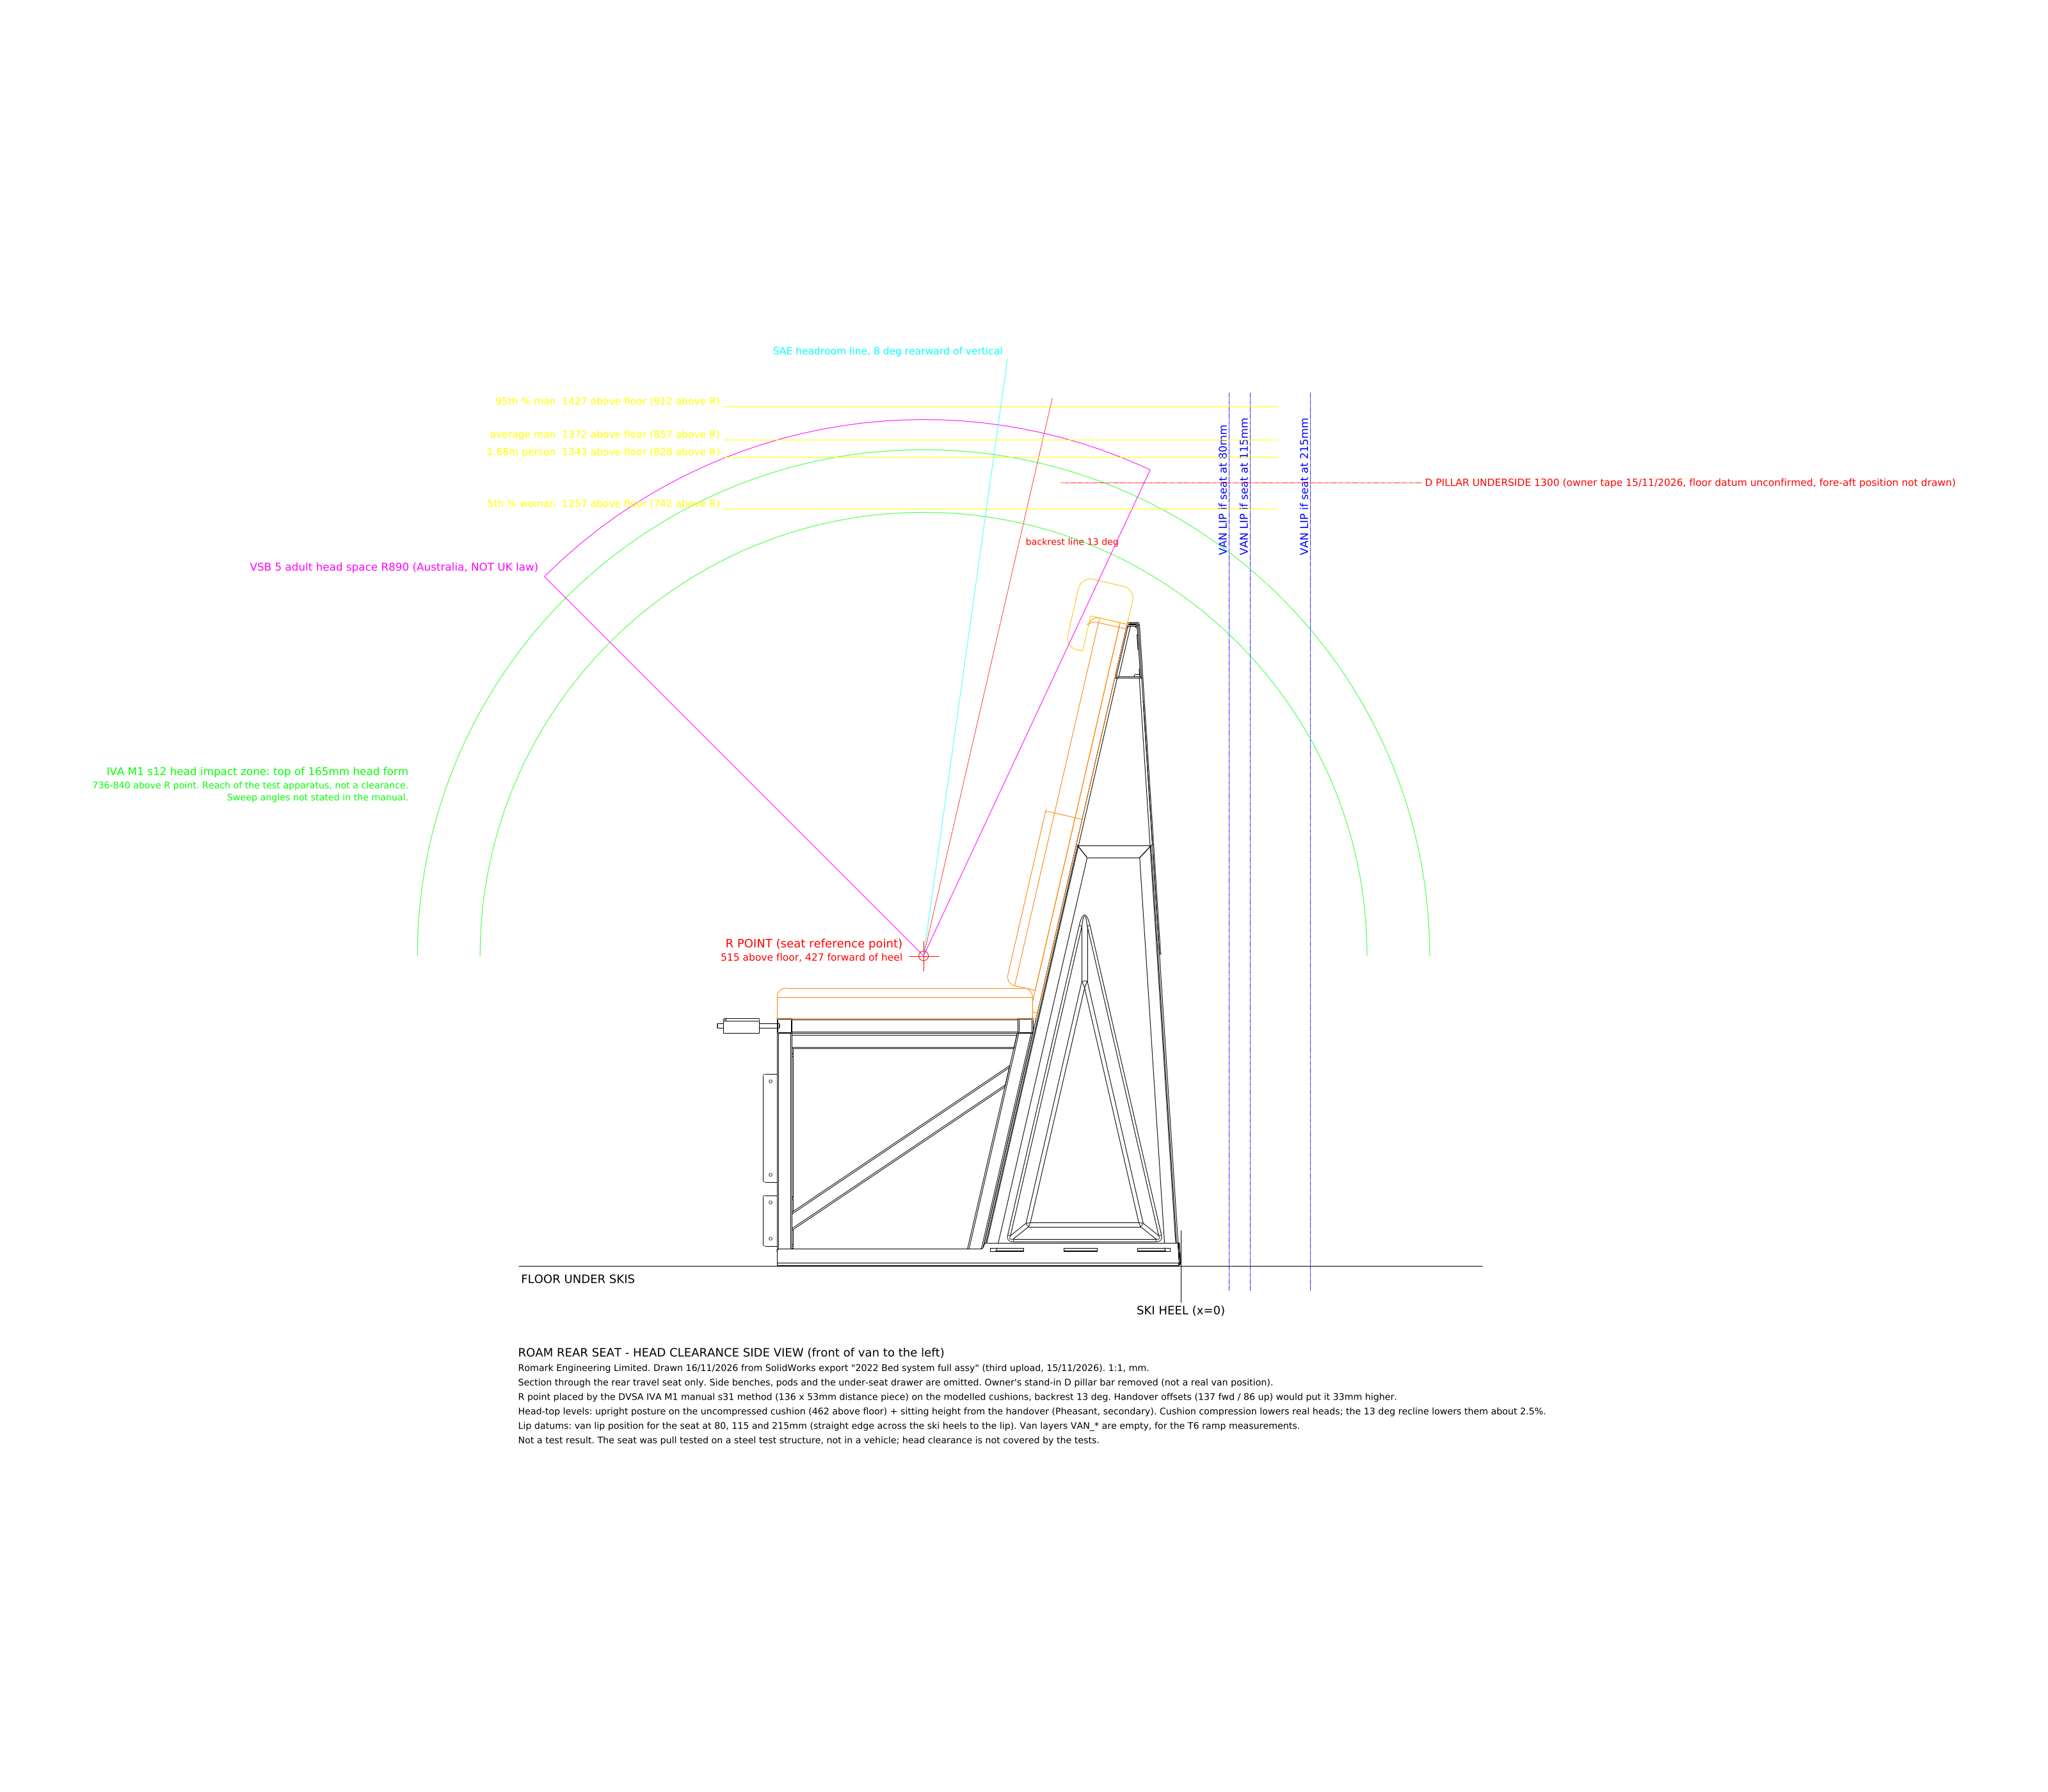 SAE headroom line, 8 deg rearward of vertical
95th % man 1427 above floor (912 above R)
average man 1372 above floor (857 above R)
1.68m person 1343 above floor (828 above R)
5th % woman 1257 above floor (742 above R)
VAN LIP if seat at 80mm
VAN LIP if seat at 115mm
VAN LIP if seat at 215mm
D PILLAR UNDERSIDE 1300 (owner tape 15/11/2026, floor datum unconfirmed, fore-aft position not drawn)
backrest line 13 deg
VSB 5 adult head space R890 (Australia, NOT UK law)
IVA M1 s12 head impact zone: top of 165mm head form
736-840 above R point. Reach of the test apparatus, not a clearance.
Sweep angles not stated in the manual.
R POINT (seat reference point)
515 above floor, 427 forward of heel
FLOOR UNDER SKIS
SKI HEEL (x=0)
ROAM REAR SEAT - HEAD CLEARANCE SIDE VIEW (front of van to the left)
Romark Engineering Limited. Drawn 16/11/2026 from SolidWorks export "2022 Bed system full assy" (third upload, 15/11/2026). 1:1, mm.
Section through the rear travel seat only. Side benches, pods and the under-seat drawer are omitted. Owner's stand-in D pillar bar removed (not a real van position).
R point placed by the DVSA IVA M1 manual s31 method (136 x 53mm distance piece) on the modelled cushions, backrest 13 deg. Handover offsets (137 fwd / 86 up) would put it 33mm higher.
Head-top levels: upright posture on the uncompressed cushion (462 above floor) + sitting height from the handover (Pheasant, secondary). Cushion compression lowers real heads; the 13 deg recline lowers them about 2.5%.
Lip datums: van lip position for the seat at 80, 115 and 215mm (straight edge across the ski heels to the lip). Van layers VAN_* are empty, for the T6 ramp measurements.
Not a test result. The seat was pull tested on a steel test structure, not in a vehicle; head clearance is not covered by the tests.